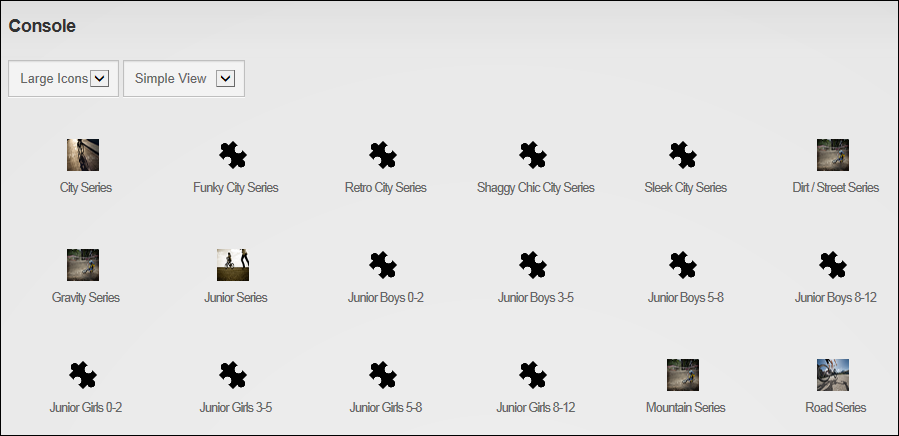 Console
Large Icons Simple View
City Series Funky City Series Retro City Series Shaggy Chic City Series Sleek City Series Dirt / Street Series
Gravity Series Junior Series Junior Boys 0-2 Junior Boys 3-5 Junior Boys 5-8 Junior Boys 8-12
Junior Girls 0-2 Junior Girls 3-5 Junior Girls 5-8 Junior Girls 8-12 Mountain Series Road Series